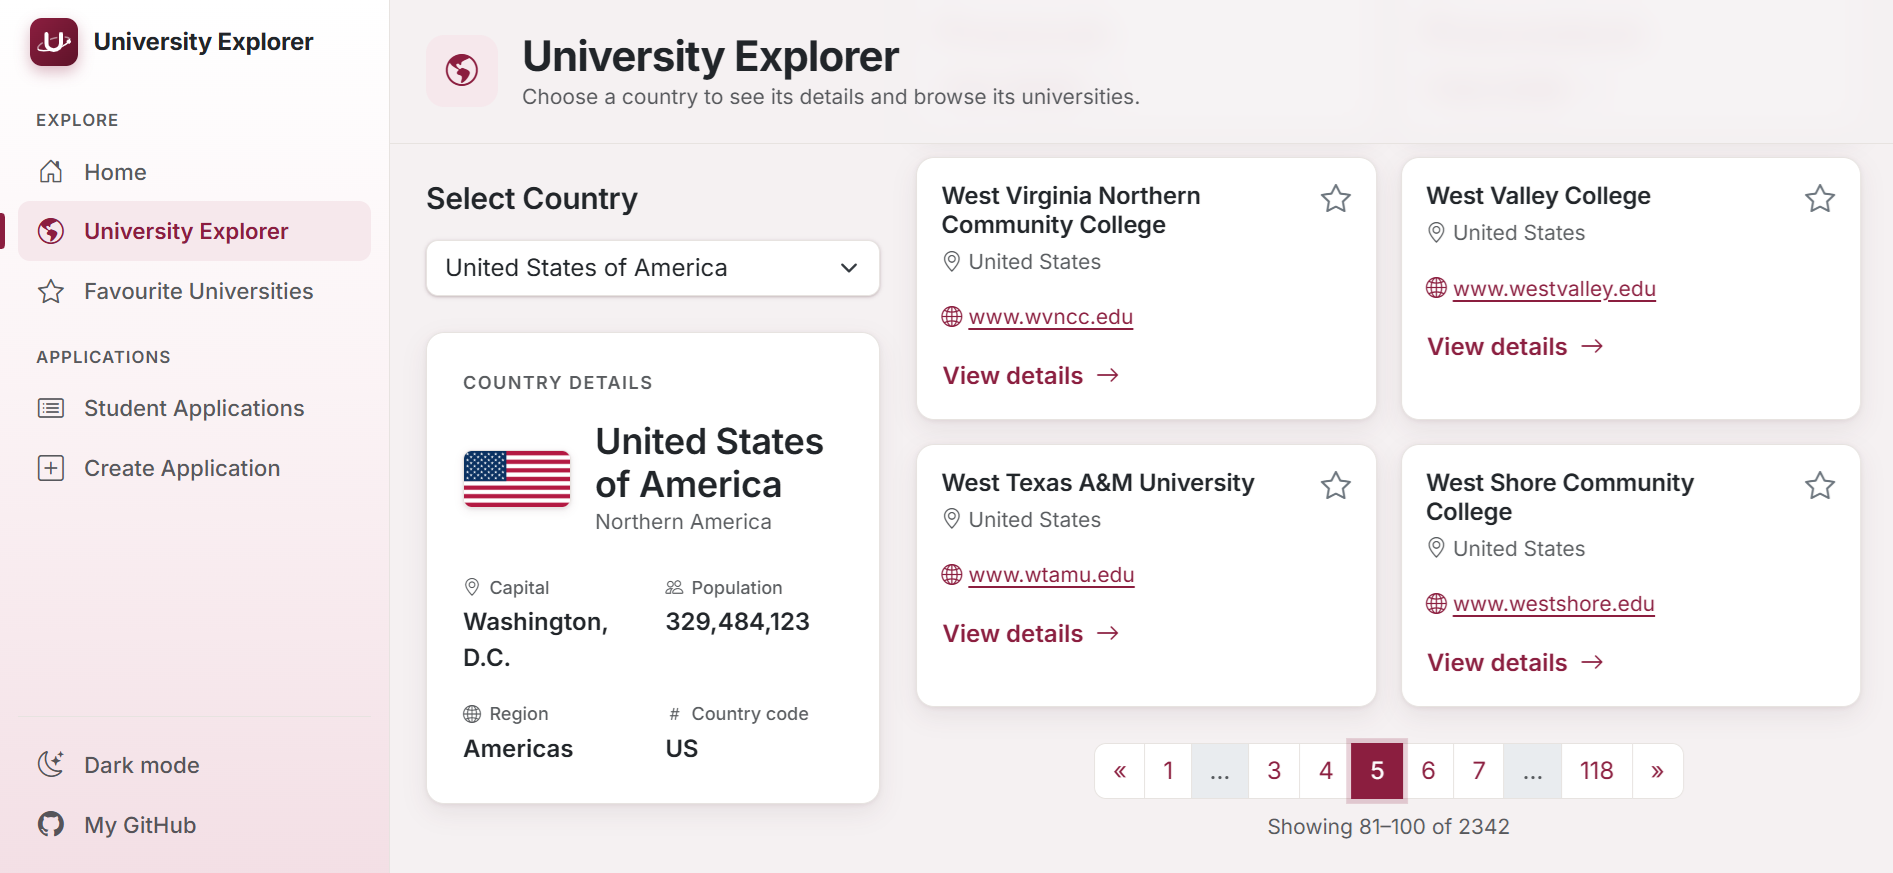 University Explorer
EXPLORE
Home
University Explorer
Favourite Universities
APPLICATIONS
Student Applications
Create Application
Dark mode
My GitHub
University Explorer
Choose a country to see its details and browse its universities.
Select Country
United States of America
COUNTRY DETAILS
United States
of America
Northern America
Capital
Washington,
D.C.
Population
329,484,123
Region
Americas
# Country code
US
West Virginia Northern
Community College
United States
www.wvncc.edu
View details →
West Valley College
United States
www.westvalley.edu
View details →
West Texas A&M University
United States
www.wtamu.edu
View details →
West Shore Community
College
United States
www.westshore.edu
View details →
« 1 ... 3 4 5 6 7 ... 118 »
Showing 81–100 of 2342